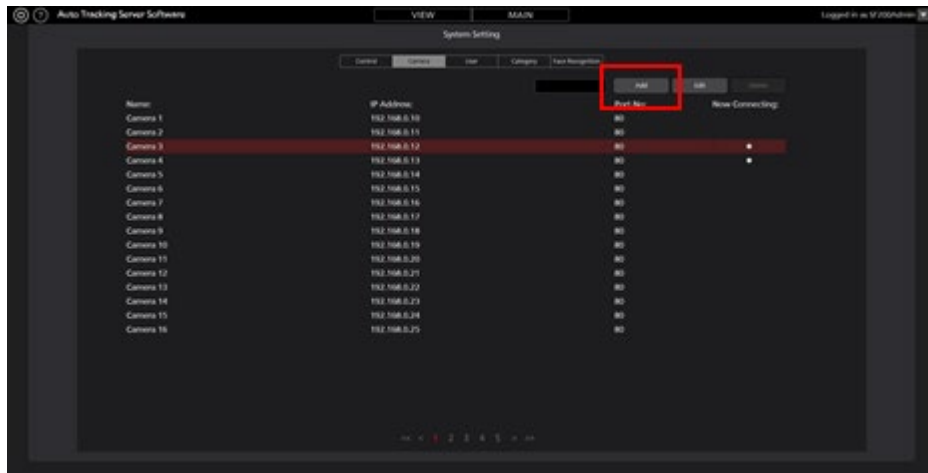 ? Auto Tracking Server Software VIEW MAIN Logged in as SF200Admin
System Setting
Control Camera User Category Face Recognition
Add Edit Delete
Name: IP Address: Port No: Now Connecting:
Camera 1 192.168.0.10 80
Camera 2 192.168.0.11 80
Camera 3 192.168.0.12 80
Camera 4 192.168.0.13 80
Camera 5 192.168.0.14 80
Camera 6 192.168.0.15 80
Camera 7 192.168.0.16 80
Camera 8 192.168.0.17 80
Camera 9 192.168.0.18 80
Camera 10 192.168.0.19 80
Camera 11 192.168.0.20 80
Camera 12 192.168.0.21 80
Camera 13 192.168.0.22 80
Camera 14 192.168.0.23 80
Camera 15 192.168.0.24 80
Camera 16 192.168.0.25 80
<< < 1 2 3 4 5 > >>